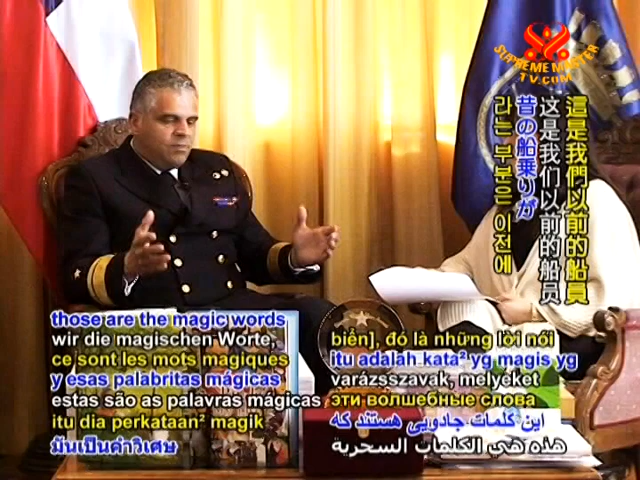 SUPREME MASTER
TV.COM
這是我們以前的船員
这是我们以前的船员
昔の船乗りが
라는 부분은 이전에
those are the magic words
wir die magischen Worte,
ce sont les mots magiques
y esas palabritas mágicas
estas são as palavras mágicas
itu dia perkataan² magik
มันเป็นคำวิเศษ
biển], đó là những lời nói
itu adalah kata² yg magis yg
varázsszavak, melyeket
эти волшебные слова
این کلمات جادویی هستند که
هذه هي الكلمات السحرية